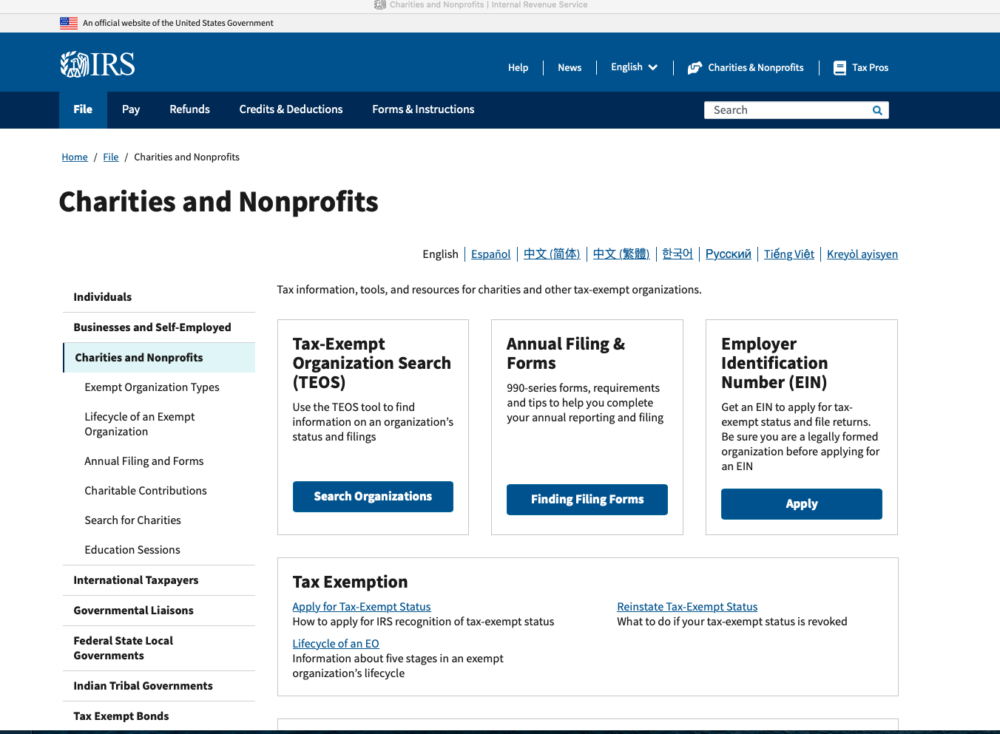 Charities and Nonprofits | Internal Revenue Service
An official website of the United States Government
IRS
Help
News
English
Charities & Nonprofits
Tax Pros
File
Pay
Refunds
Credits & Deductions
Forms & Instructions
Search
Home / File / Charities and Nonprofits
Charities and Nonprofits
English | Español | 中文 (简体) | 中文 (繁體) | 한국어 | Русский | Tiếng Việt | Kreyòl ayisyen
Individuals
Businesses and Self-Employed
Charities and Nonprofits
Exempt Organization Types
Lifecycle of an Exempt
Organization
Annual Filing and Forms
Charitable Contributions
Search for Charities
Education Sessions
International Taxpayers
Governmental Liaisons
Federal State Local
Governments
Indian Tribal Governments
Tax Exempt Bonds
Tax information, tools, and resources for charities and other tax-exempt organizations.
Tax-Exempt
Organization Search
(TEOS)
Use the TEOS tool to find
information on an organization’s
status and filings
Search Organizations
Annual Filing &
Forms
990-series forms, requirements
and tips to help you complete
your annual reporting and filing
Finding Filing Forms
Employer
Identification
Number (EIN)
Get an EIN to apply for tax-
exempt status and file returns.
Be sure you are a legally formed
organization before applying for
an EIN
Apply
Tax Exemption
Apply for Tax-Exempt Status
How to apply for IRS recognition of tax-exempt status
Lifecycle of an EO
Information about five stages in an exempt
organization’s lifecycle
Reinstate Tax-Exempt Status
What to do if your tax-exempt status is revoked